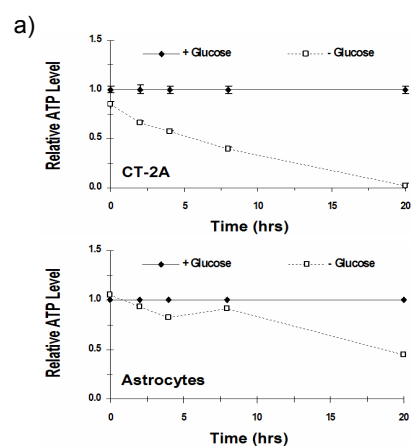 a)
Relative ATP Level
1.5
1.0
0.5
0.0
+ Glucose
- Glucose
CT-2A
0 5 10 15 20
Time (hrs)
Relative ATP Level
1.5
1.0
0.5
0.0
+ Glucose
- Glucose
Astrocytes
0 5 10 15 20
Time (hrs)